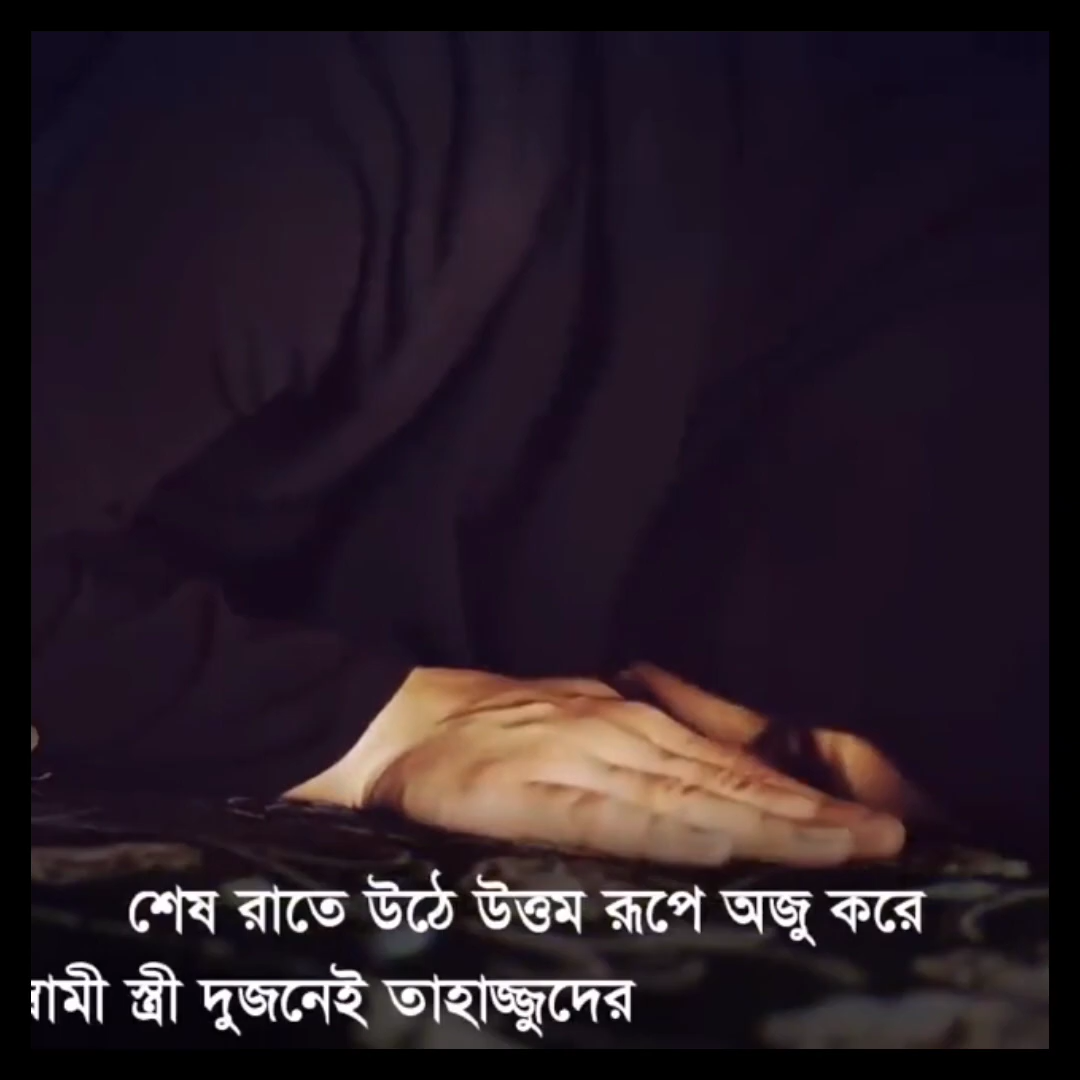 শেষ রাতে উঠে উত্তম রূপে অজু করে
স্ত্রী দুজনেই তাহাজ্জুদের